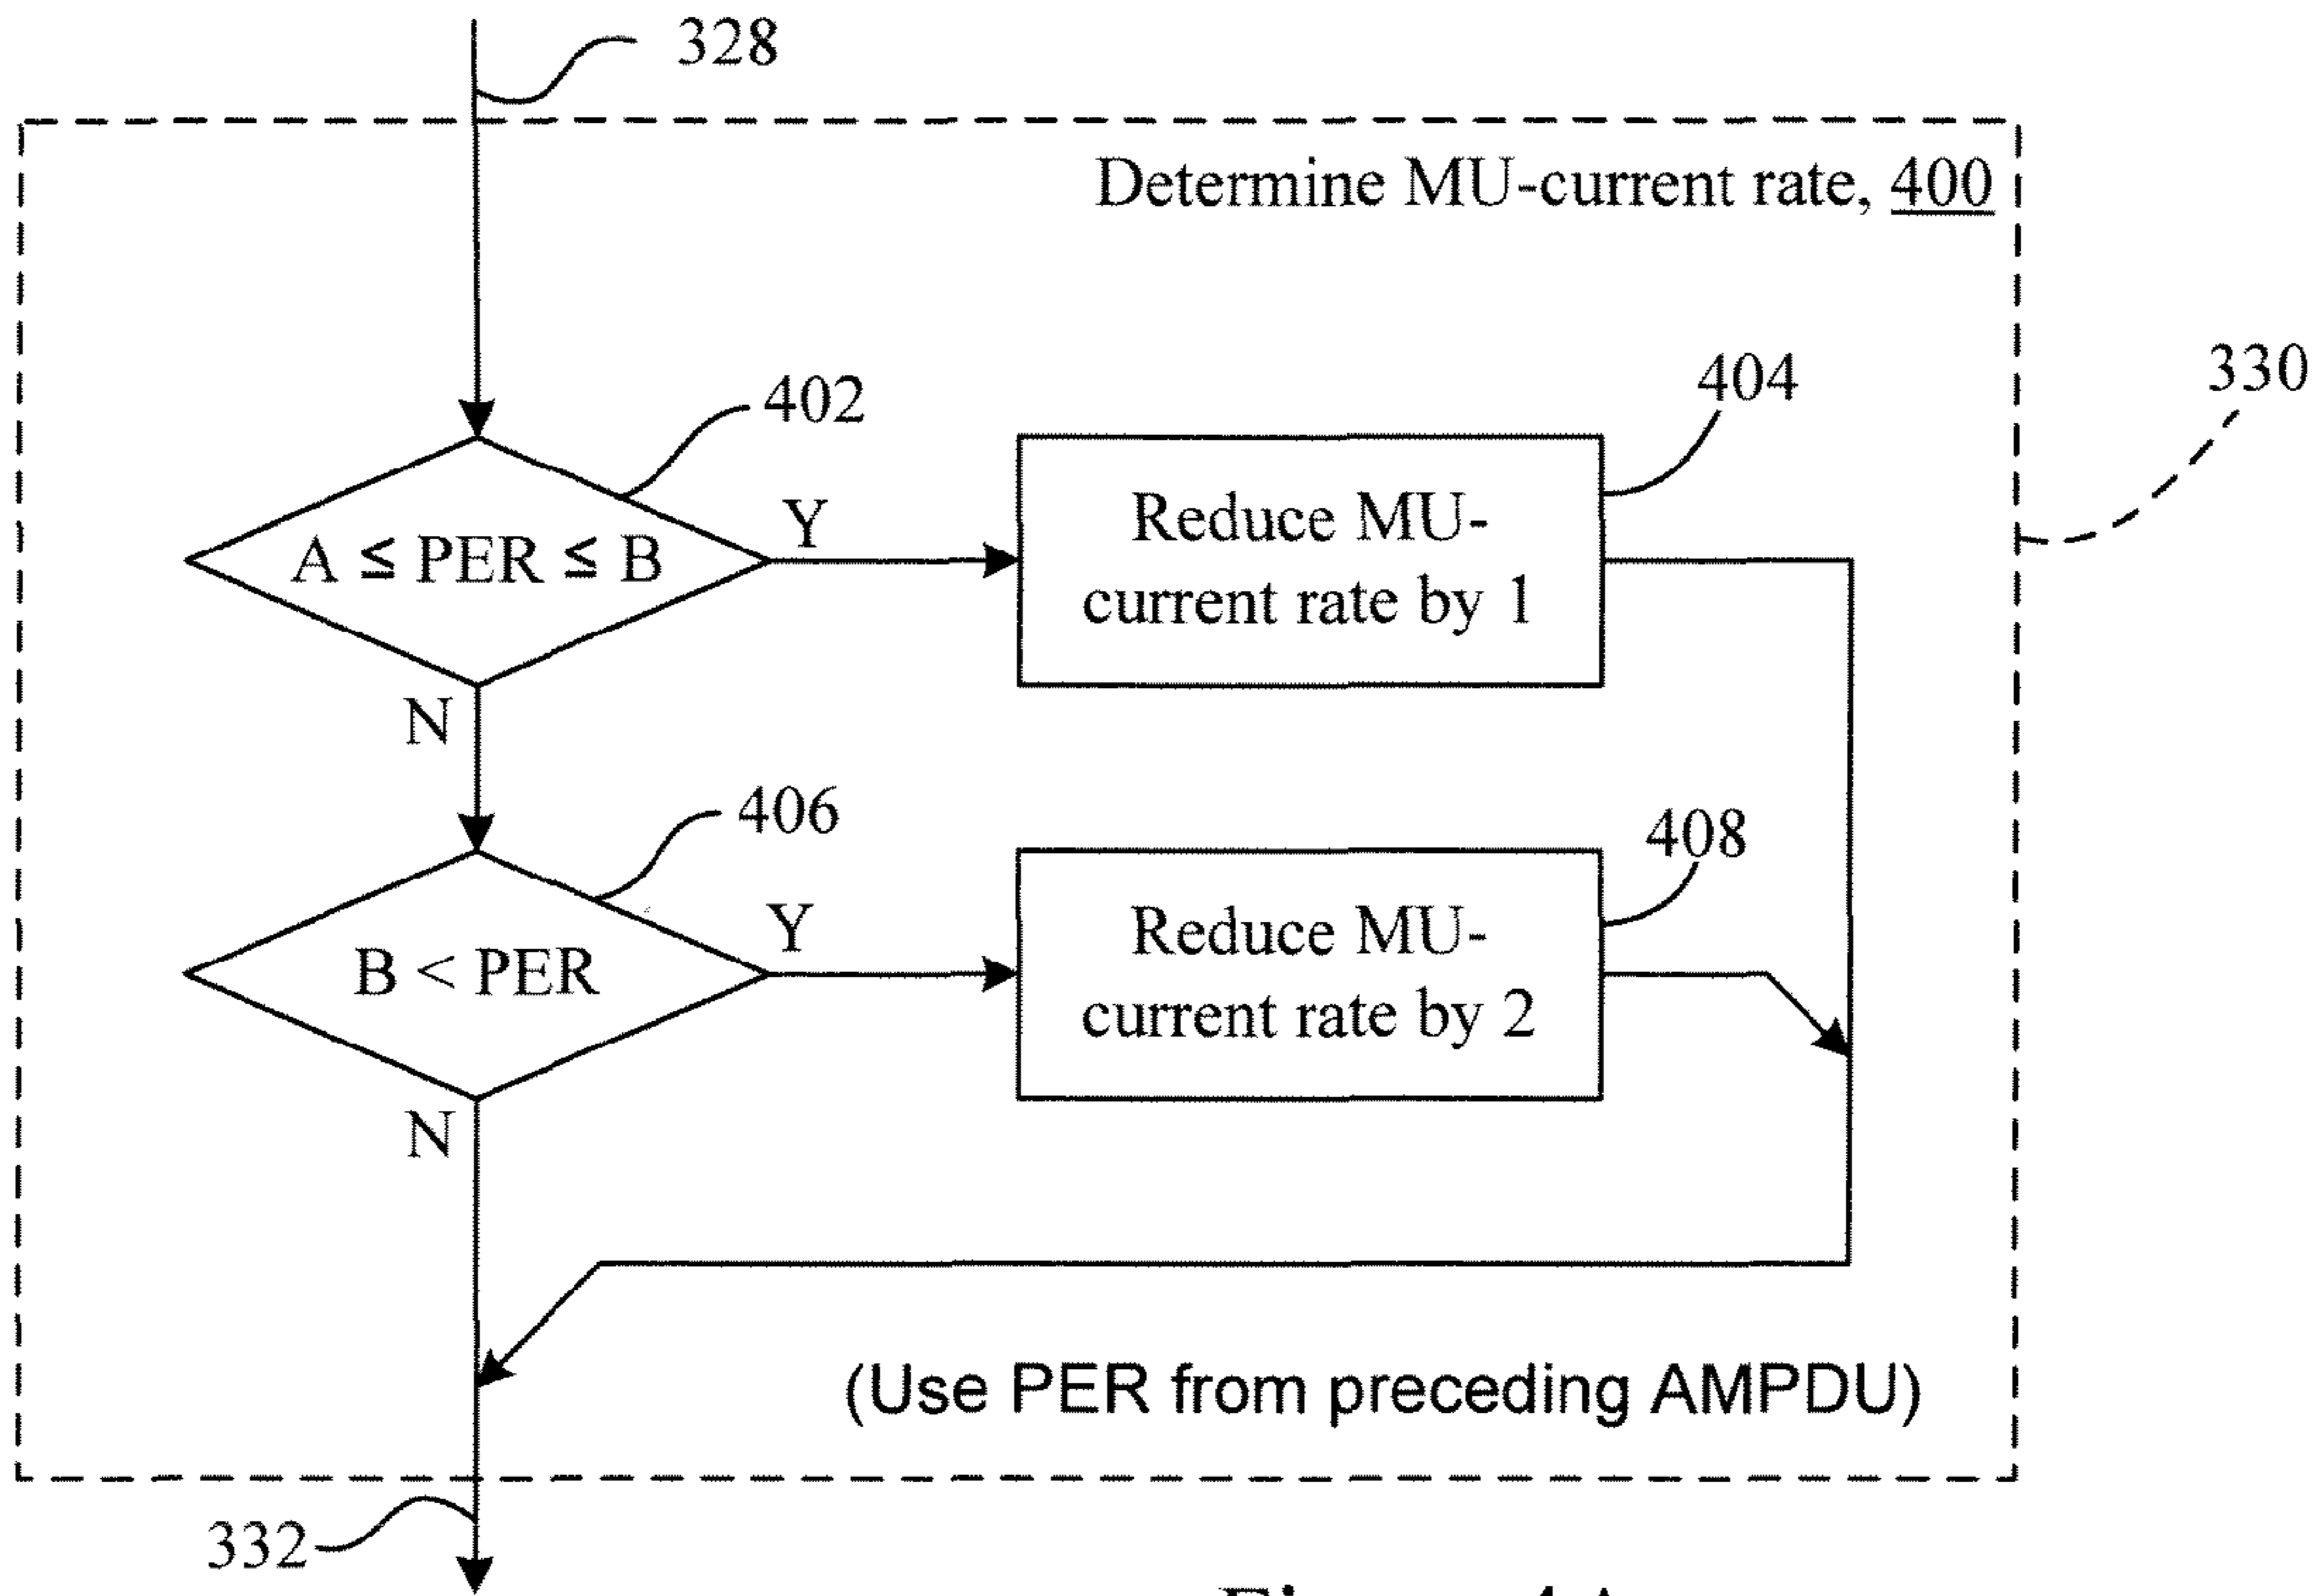 328
Determine MU-current rate, 400
330
402
404
A ≤ PER ≤ B
Y
Reduce MU-
current rate by 1
N
406
408
B < PER
Y
Reduce MU-
current rate by 2
N
(Use PER from preceding AMPDU)
332